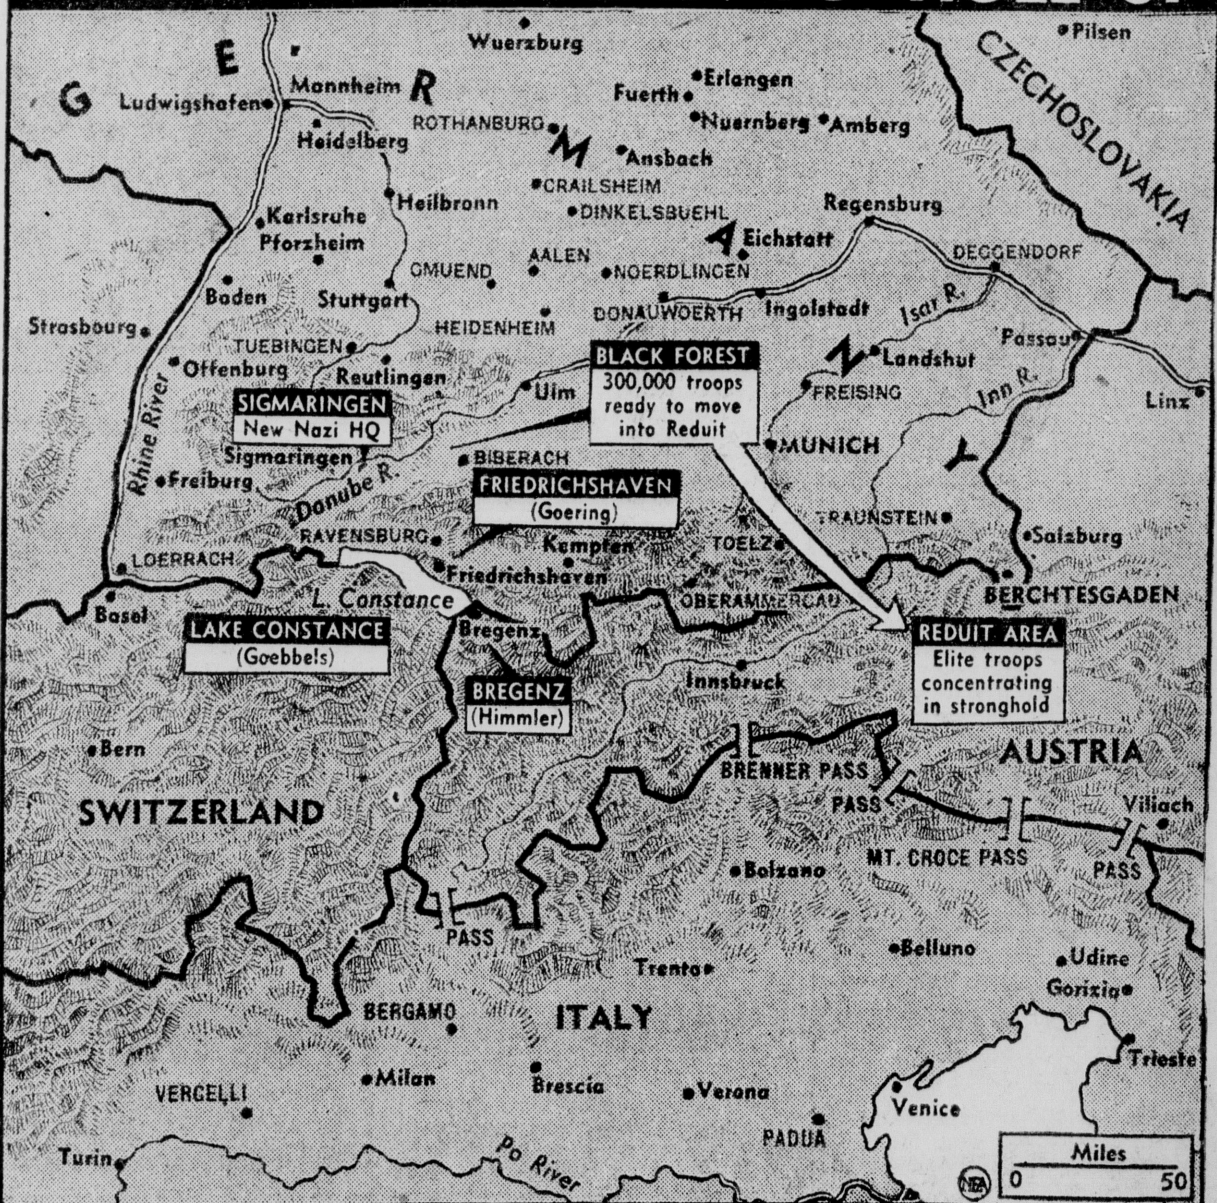 Pilsen
Wuerzburg
CZECHOSLOVAKIA
G E R M A N Y
Erlangen
Fuerth
Mannheim
Ludwigshafen
Nuernberg
Amberg
ROTHANBURG
Heidelberg
Ansbach
CRAILSHEIM
Heilbronn
DINKELSBUEHL
Regensburg
Karlsruhe
Pforzheim
Eichstatt
DEGGENDORF
AALEN
GMUEND
NOERDLINGEN
Baden
Stuttgart
Isar R.
DONAUWOERTH
Ingolstadt
HEIDENHEIM
Strasbourg
Passau
TUEBINGEN
BLACK FOREST
300,000 troops
ready to move
into Reduit
Landshut
Offenburg
Reutlingen
Ulm
FREISING
Inn R.
Linz
SIGMARINGEN
New Nazi HQ
Rhine River
MUNICH
Sigmaringen
BIBERACH
Freiburg
Danube R.
FRIEDRICHSHAVEN
(Goering)
TRAUNSTEIN
RAVENSBURG
Kempten
TOELZ
Salzburg
LOERRACH
Friedrichshaven
L. Constance
OBERAMMERGAU
BERCHTESGADEN
Basel
LAKE CONSTANCE
(Goebbels)
Bregenz
REDUIT AREA
Elite troops
concentrating
in stronghold
BREGENZ
(Himmler)
Innsbruck
Bern
AUSTRIA
BRENNER PASS
PASS
SWITZERLAND
Viliach
MT. CROCE PASS
PASS
Bolzano
PASS
Belluno
Trento
Udine
Gorizia
BERGAMO
ITALY
Trieste
Milan
Brescia
Verona
VERCELLI
Venice
PADUA
Turin
Po River
Miles
0 50
NEA